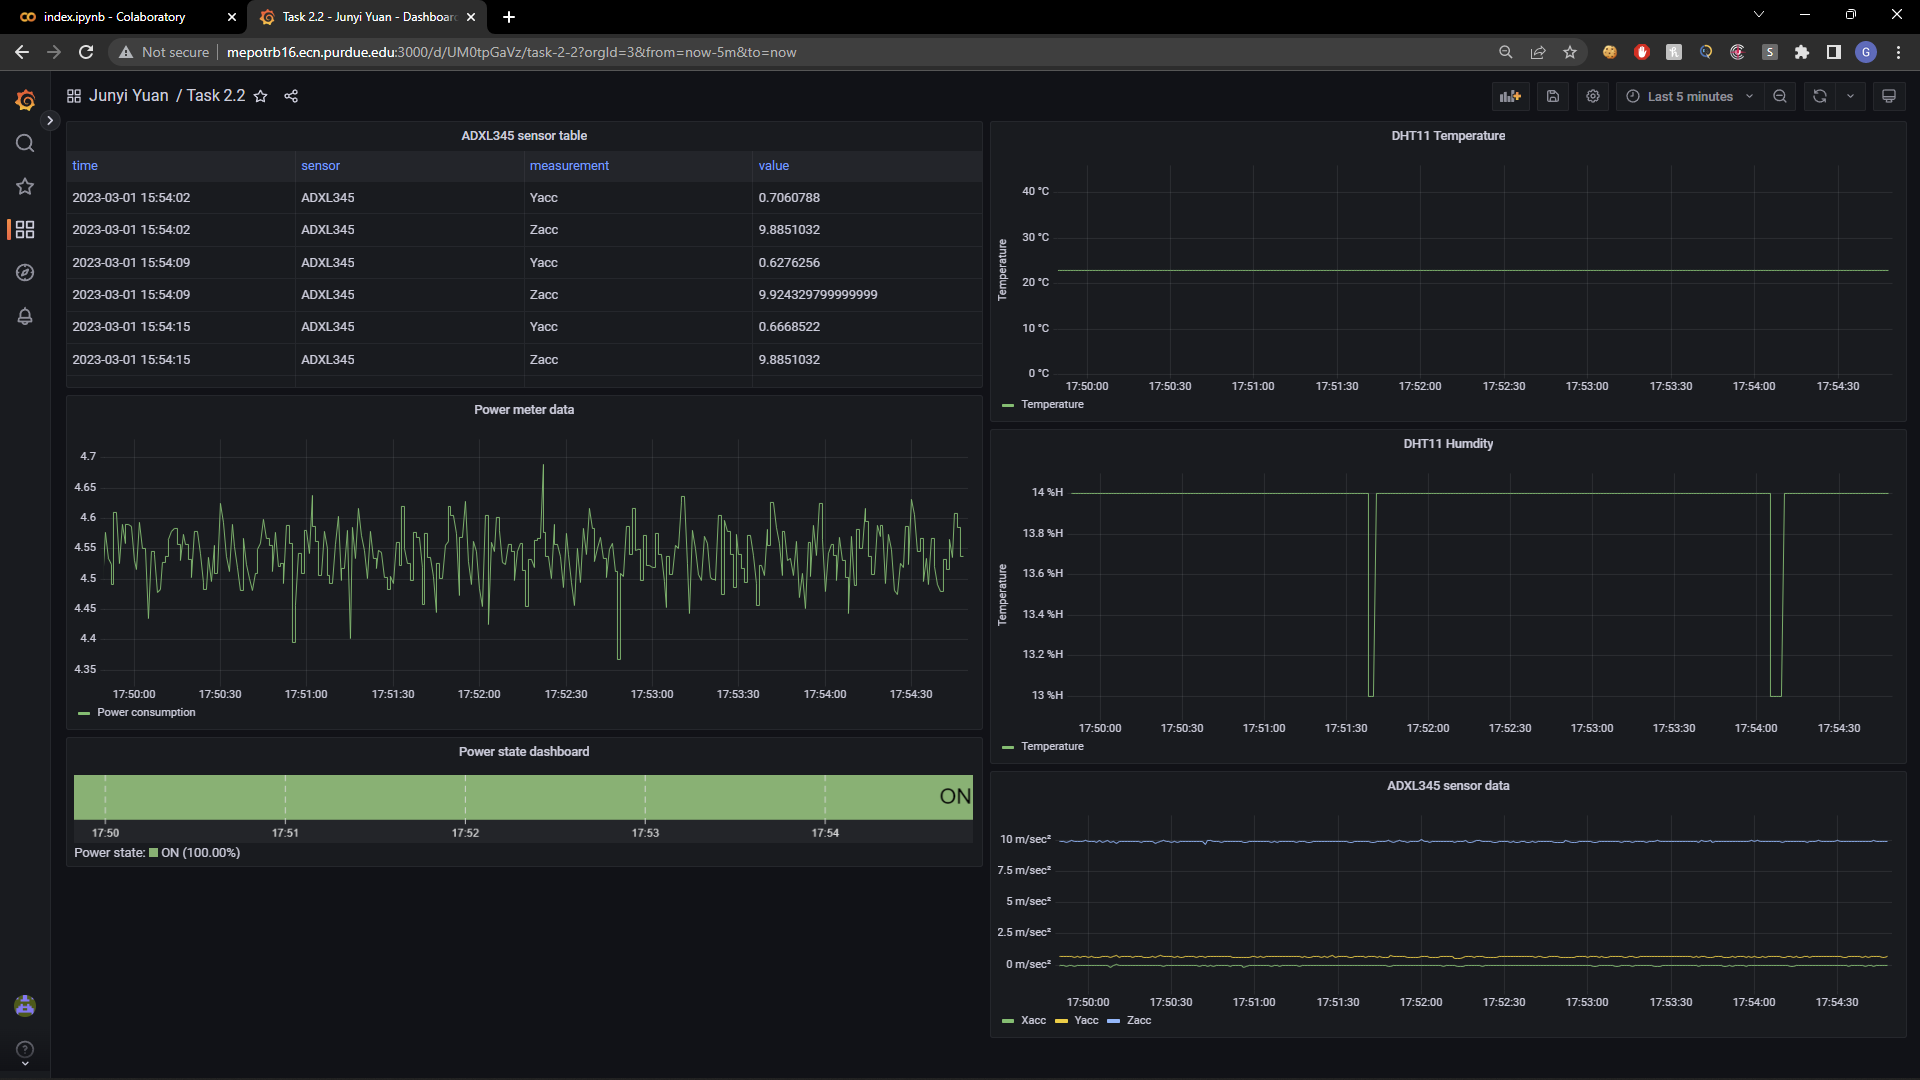 index.ipynb - Colaboratory
Task 2.2 - Junyi Yuan - Dashboard
Not secure
mepotrb16.ecn.purdue.edu:3000/d/UM0tpGaVz/task-2-2?orgId=3&from=now-5m&to=now
S
G
Junyi Yuan / Task 2.2
Last 5 minutes
ADXL345 sensor table
time sensor measurement value
2023-03-01 15:54:02 ADXL345 Yacc 0.7060788
2023-03-01 15:54:02 ADXL345 Zacc 9.8851032
2023-03-01 15:54:09 ADXL345 Yacc 0.6276256
2023-03-01 15:54:09 ADXL345 Zacc 9.924329799999999
2023-03-01 15:54:15 ADXL345 Yacc 0.6668522
2023-03-01 15:54:15 ADXL345 Zacc 9.8851032
Power meter data
4.7
4.65
4.6
4.55
4.5
4.45
4.4
4.35
17:50:00 17:50:30 17:51:00 17:51:30 17:52:00 17:52:30 17:53:00 17:53:30 17:54:00 17:54:30
Power consumption
Power state dashboard
ON
17:50 17:51 17:52 17:53 17:54
Power state: ON (100.00%)
DHT11 Temperature
Temperature
40 °C
30 °C
20 °C
10 °C
0 °C
17:50:00 17:50:30 17:51:00 17:51:30 17:52:00 17:52:30 17:53:00 17:53:30 17:54:00 17:54:30
Temperature
DHT11 Humdity
Temperature
14 %H
13.8 %H
13.6 %H
13.4 %H
13.2 %H
13 %H
17:50:00 17:50:30 17:51:00 17:51:30 17:52:00 17:52:30 17:53:00 17:53:30 17:54:00 17:54:30
Temperature
ADXL345 sensor data
10 m/sec²
7.5 m/sec²
5 m/sec²
2.5 m/sec²
0 m/sec²
17:50:00 17:50:30 17:51:00 17:51:30 17:52:00 17:52:30 17:53:00 17:53:30 17:54:00 17:54:30
Xacc Yacc Zacc